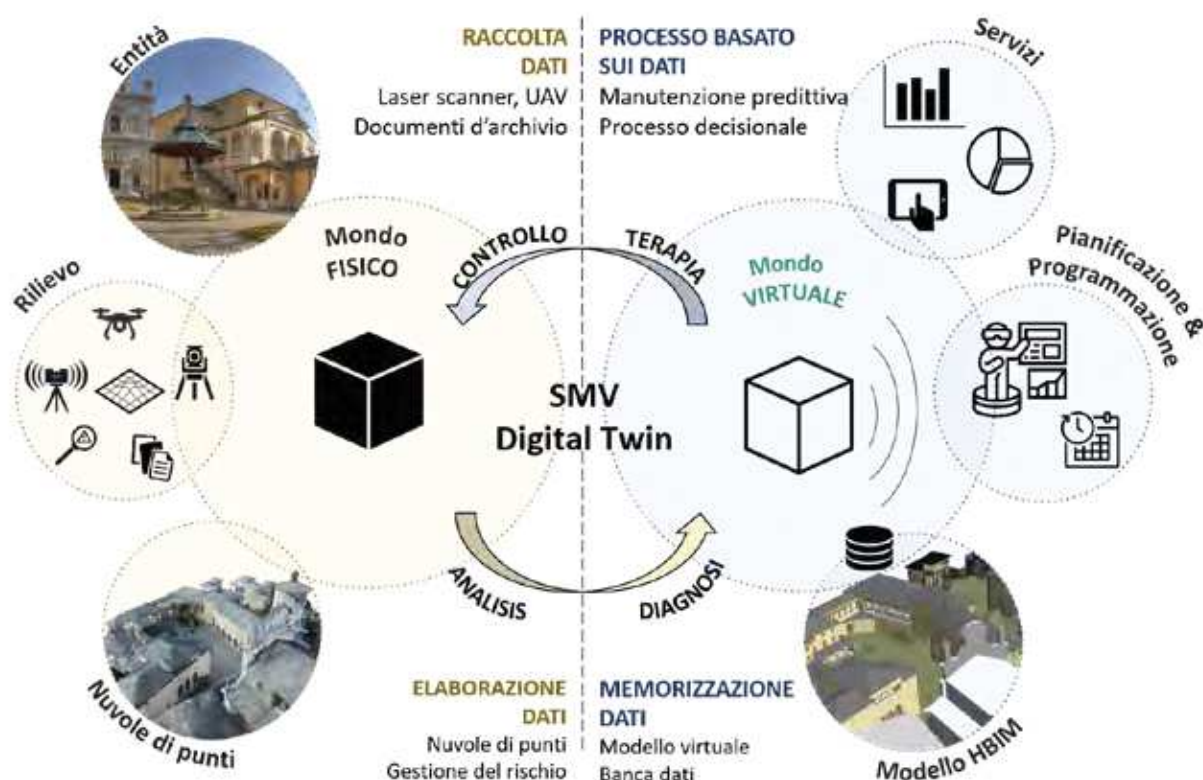 Entità
RACCOLTA
DATI
Laser scanner, UAV
Documenti d'archivio
PROCESSO BASATO
SUI DATI
Manutenzione predittiva
Processo decisionale
Servizi
Mondo
FISICO
CONTROLLO
TERAPIA
Mondo
VIRTUALE
Pianificazione &
Programmazione
Rilievo
SMV
Digital Twin
ANALISIS
DIAGNOSI
Nuvole di punti
ELABORAZIONE
DATI
Nuvole di punti
Gestione del rischio
MEMORIZZAZIONE
DATI
Modello virtuale
Banca dati
Modello HBIM